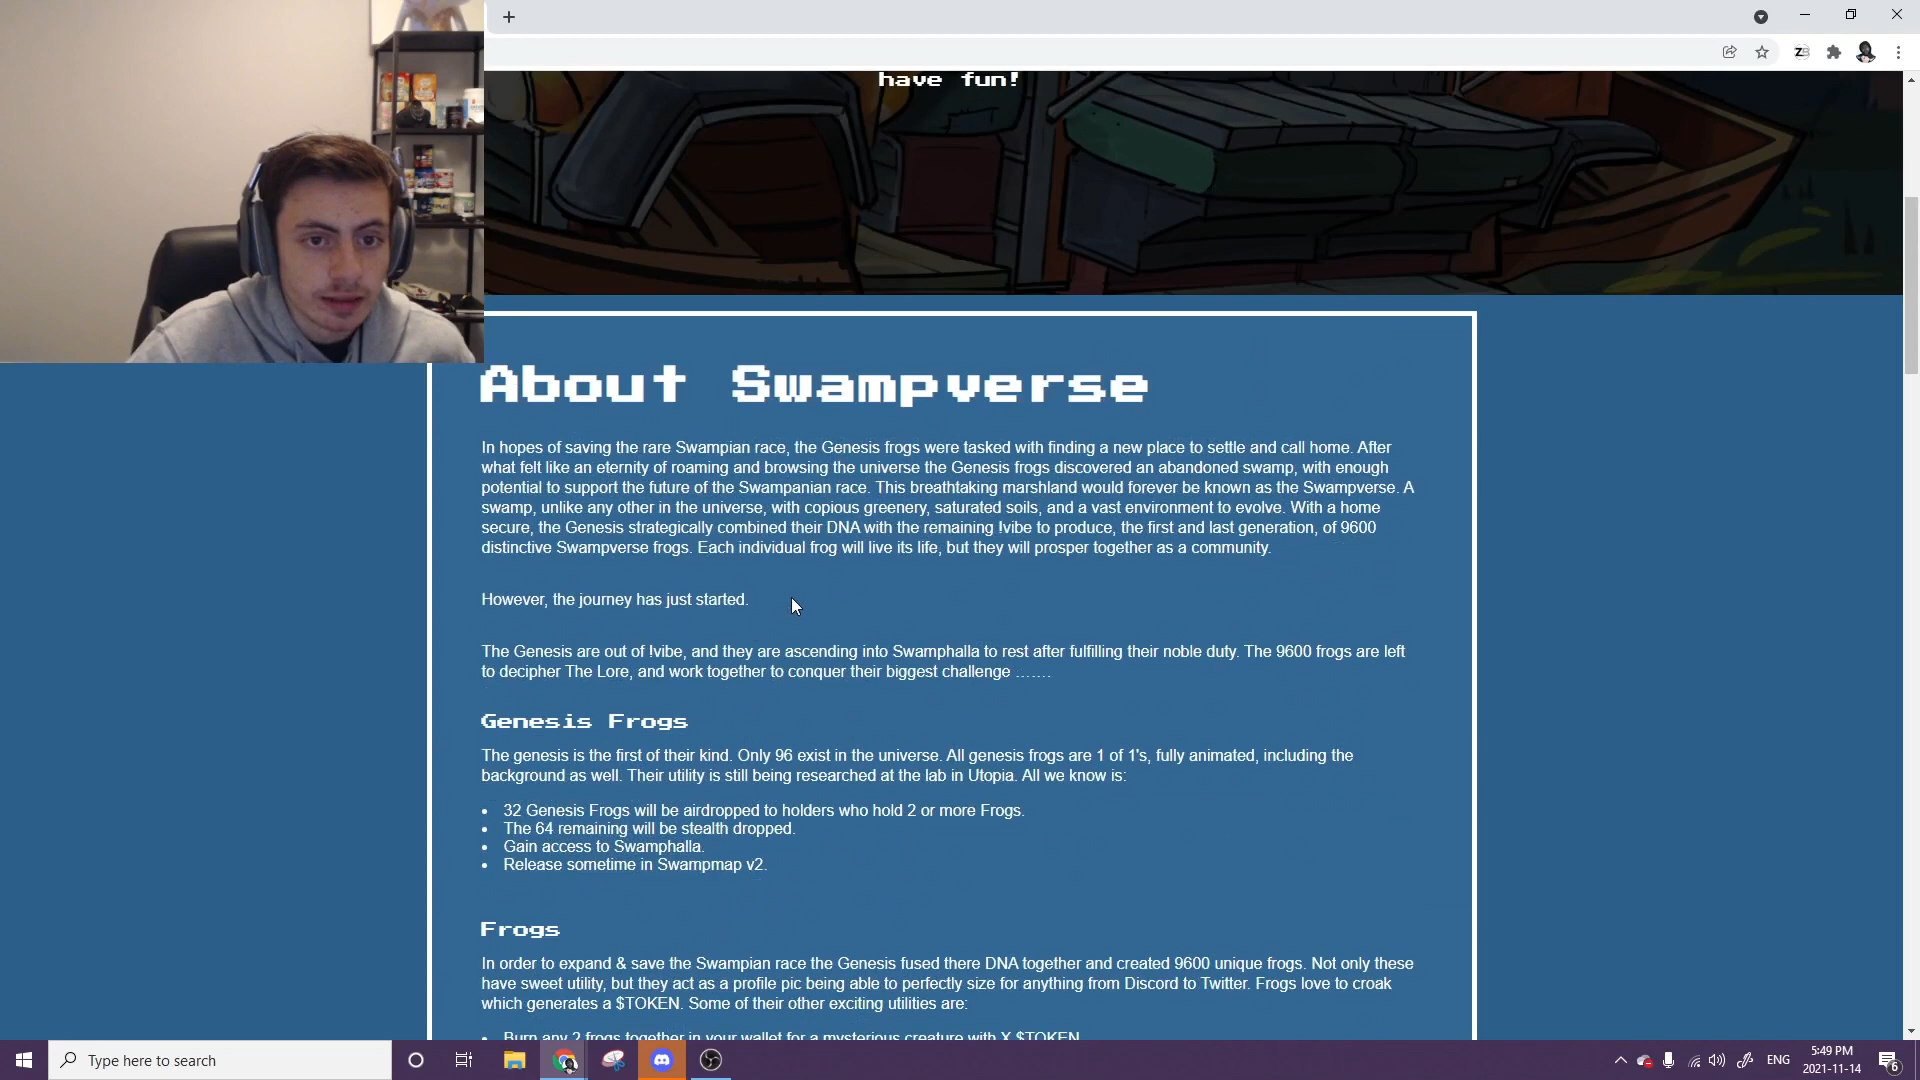 have fun!
About Swampverse
In hopes of saving the rare Swampian race, the Genesis frogs were tasked with finding a new place to settle and call home. After
what felt like an eternity of roaming and browsing the universe the Genesis frogs discovered an abandoned swamp, with enough
potential to support the future of the Swampanian race. This breathtaking marshland would forever be known as the Swampverse. A
swamp, unlike any other in the universe, with copious greenery, saturated soils, and a vast environment to evolve. With a home
secure, the Genesis strategically combined their DNA with the remaining !vibe to produce, the first and last generation, of 9600
distinctive Swampverse frogs. Each individual frog will live its life, but they will prosper together as a community.
However, the journey has just started.
The Genesis are out of !vibe, and they are ascending into Swamphalla to rest after fulfilling their noble duty. The 9600 frogs are left
to decipher The Lore, and work together to conquer their biggest challenge …….
Genesis Frogs
The genesis is the first of their kind. Only 96 exist in the universe. All genesis frogs are 1 of 1's, fully animated, including the
background as well. Their utility is still being researched at the lab in Utopia. All we know is:
• 32 Genesis Frogs will be airdropped to holders who hold 2 or more Frogs.
• The 64 remaining will be stealth dropped.
• Gain access to Swamphalla.
• Release sometime in Swampmap v2.
Frogs
In order to expand & save the Swampian race the Genesis fused there DNA together and created 9600 unique frogs. Not only these
have sweet utility, but they act as a profile pic being able to perfectly size for anything from Discord to Twitter. Frogs love to croak
which generates a $TOKEN. Some of their other exciting utilities are:
• Burn any 2 frogs together in your wallet for a mysterious creature with X $TOKEN
Type here to search
ENG
5:49 PM
2021-11-14
6